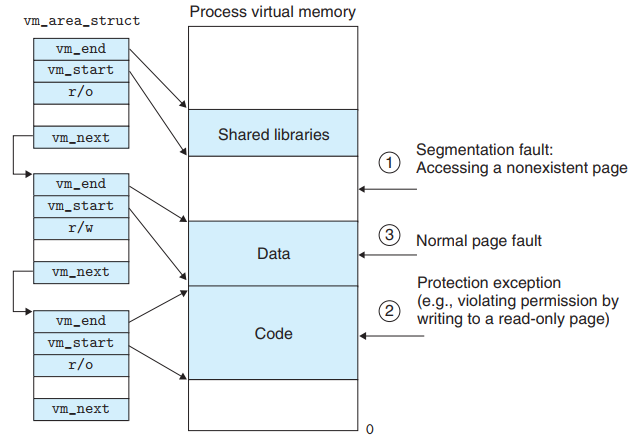 Process virtual memory
vm_area_struct
vm_end
vm_start
r/o
vm_next
vm_end
vm_start
r/w
vm_next
vm_end
vm_start
r/o
vm_next
Shared libraries
Data
Code
0
1
Segmentation fault:
Accessing a nonexistent page
3
Normal page fault
2
Protection exception
(e.g., violating permission by
writing to a read-only page)